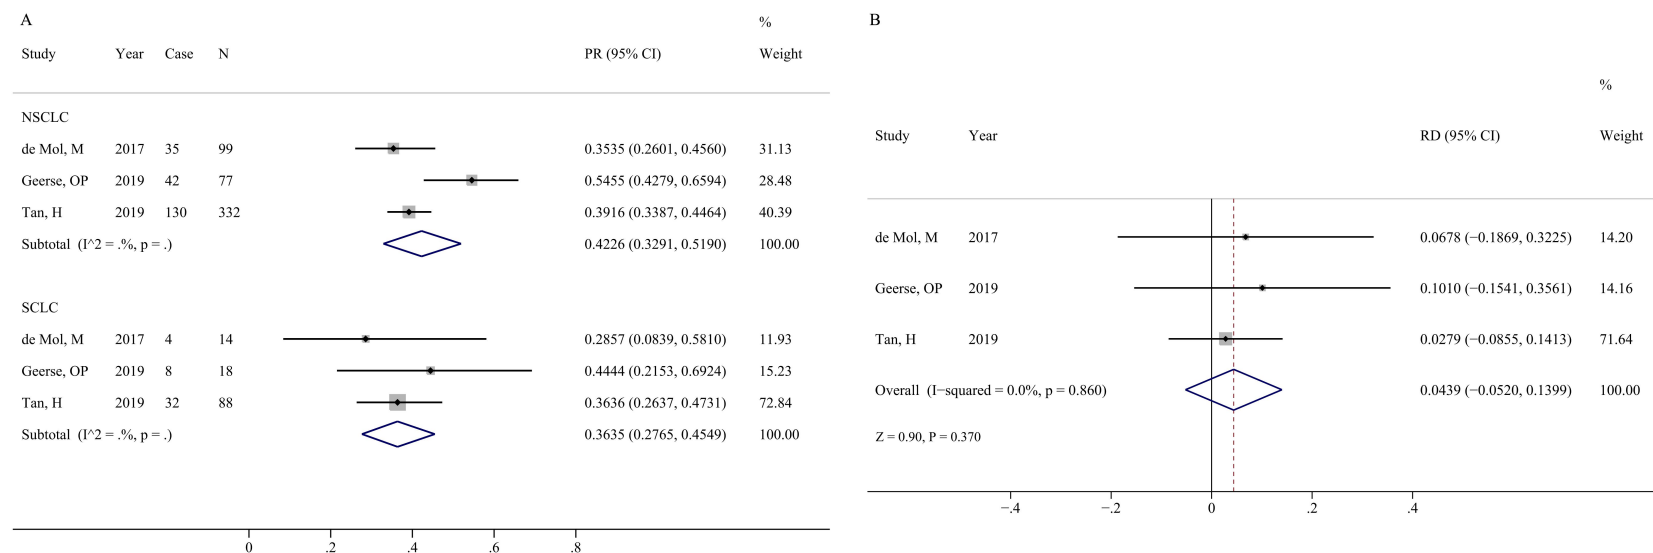 A
%
Study Year Case N PR (95% CI) Weight
NSCLC
de Mol, M 2017 35 99 0.3535 (0.2601, 0.4560) 31.13
Geerse, OP 2019 42 77 0.5455 (0.4279, 0.6594) 28.48
Tan, H 2019 130 332 0.3916 (0.3387, 0.4464) 40.39
Subtotal (I^2 = .%, p = .) 0.4226 (0.3291, 0.5190) 100.00
SCLC
de Mol, M 2017 4 14 0.2857 (0.0839, 0.5810) 11.93
Geerse, OP 2019 8 18 0.4444 (0.2153, 0.6924) 15.23
Tan, H 2019 32 88 0.3636 (0.2637, 0.4731) 72.84
Subtotal (I^2 = .%, p = .) 0.3635 (0.2765, 0.4549) 100.00
0 .2 .4 .6 .8
B
%
Study Year RD (95% CI) Weight
de Mol, M 2017 0.0678 (−0.1869, 0.3225) 14.20
Geerse, OP 2019 0.1010 (−0.1541, 0.3561) 14.16
Tan, H 2019 0.0279 (−0.0855, 0.1413) 71.64
Overall (I−squared = 0.0%, p = 0.860) 0.0439 (−0.0520, 0.1399) 100.00
Z = 0.90, P = 0.370
−.4 −.2 0 .2 .4